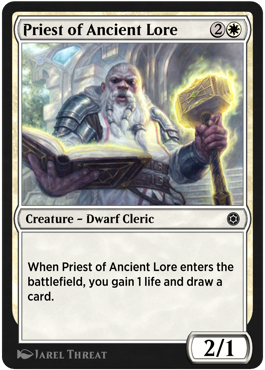 Priest of Ancient Lore 2
Creature – Dwarf Cleric
When Priest of Ancient Lore enters the
battlefield, you gain 1 life and draw a
card.
2/1
Jarel Threat